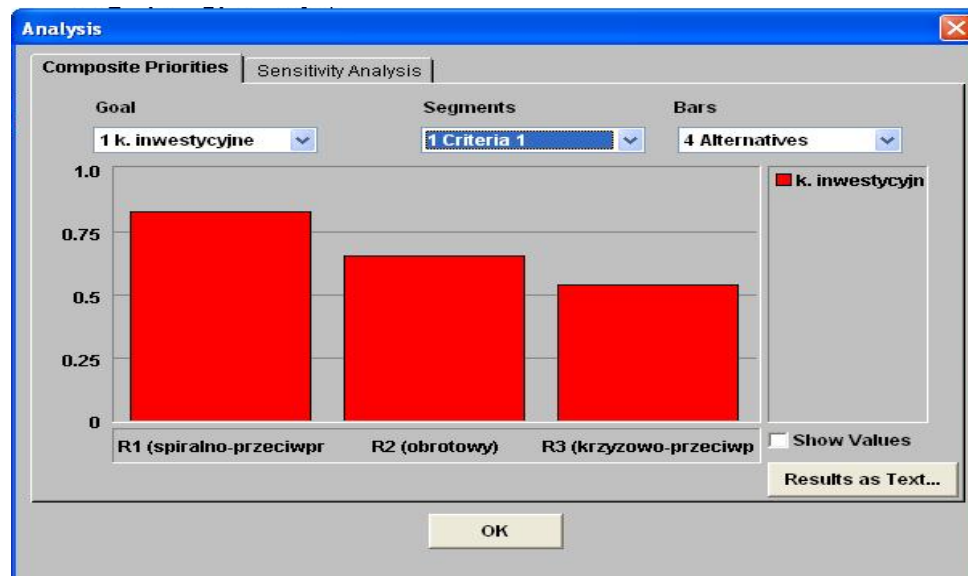 Analysis
Composite Priorities
Sensitivity Analysis
Goal
Segments
Bars
1 k. inwestycyjne
1 Criteria 1
4 Alternatives
1.0
0.75
0.5
0.25
0
k. inwestycyjn
R1 (spiralno-przeciwpr
R2 (obrotowy)
R3 (krzyzowo-przeciwp
Show Values
Results as Text...
OK